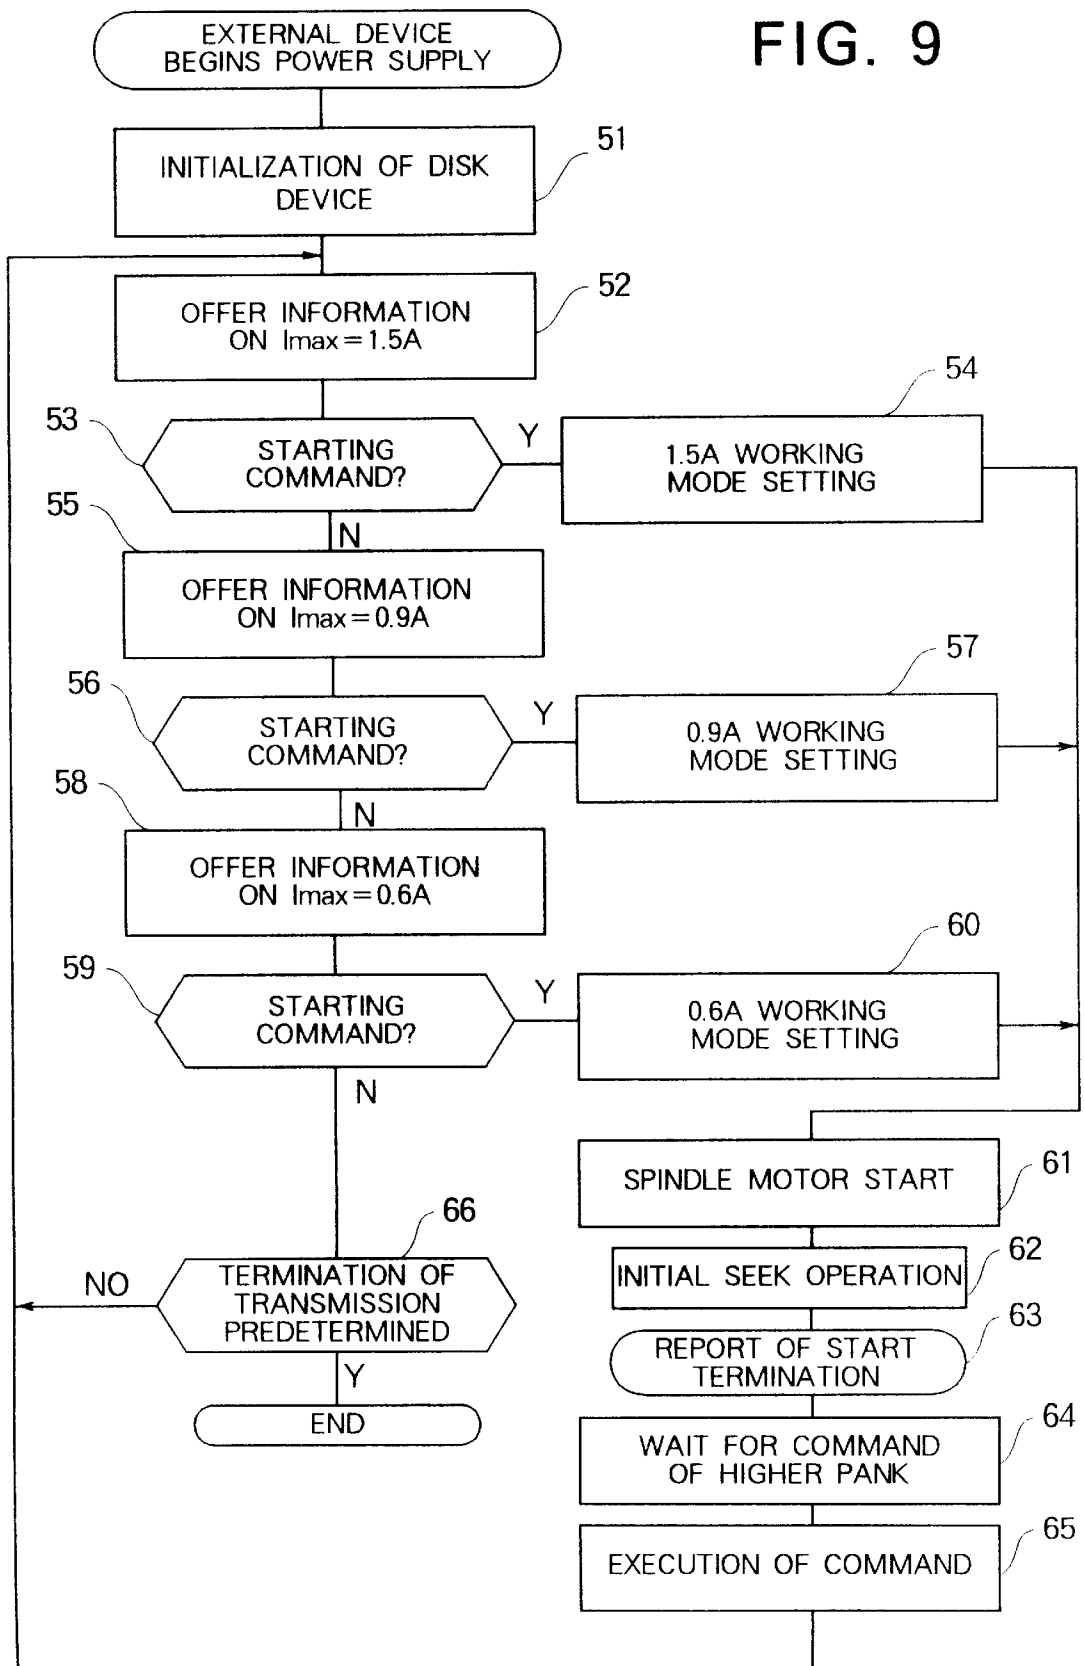 EXTERNAL DEVICE
BEGINS POWER SUPPLY
FIG. 9
INITIALIZATION OF DISK
DEVICE
51
OFFER INFORMATION
ON Imax=1.5A
52
53
STARTING
COMMAND?
Y
54
1.5A WORKING
MODE SETTING
N
55
OFFER INFORMATION
ON Imax=0.9A
56
STARTING
COMMAND?
Y
57
0.9A WORKING
MODE SETTING
N
58
OFFER INFORMATION
ON Imax=0.6A
59
STARTING
COMMAND?
Y
60
0.6A WORKING
MODE SETTING
N
SPINDLE MOTOR START
61
INITIAL SEEK OPERATION
62
REPORT OF START
TERMINATION
63
WAIT FOR COMMAND
OF HIGHER PANK
64
EXECUTION OF COMMAND
65
66
NO
TERMINATION OF
TRANSMISSION
PREDETERMINED
Y
END